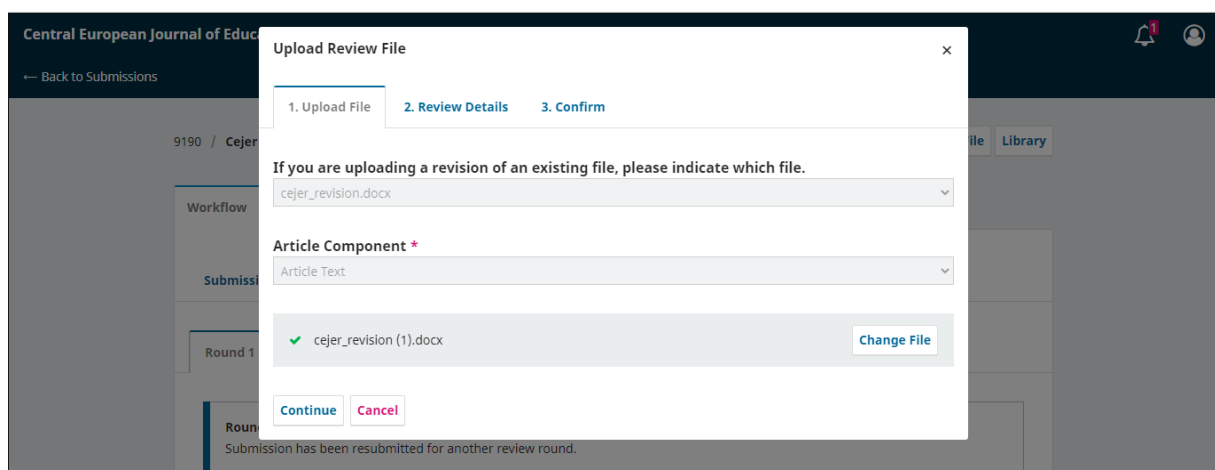 Central European Journal of Educa
1
← Back to Submissions
Upload Review File
×
1. Upload File 2. Review Details 3. Confirm
9190 / Cejer
ile Library
If you are uploading a revision of an existing file, please indicate which file.
cejer_revision.docx
Workflow
Article Component *
Article Text
Submissi
cejer_revision (1).docx Change File
Round 1
Continue Cancel
Roun
Submission has been resubmitted for another review round.